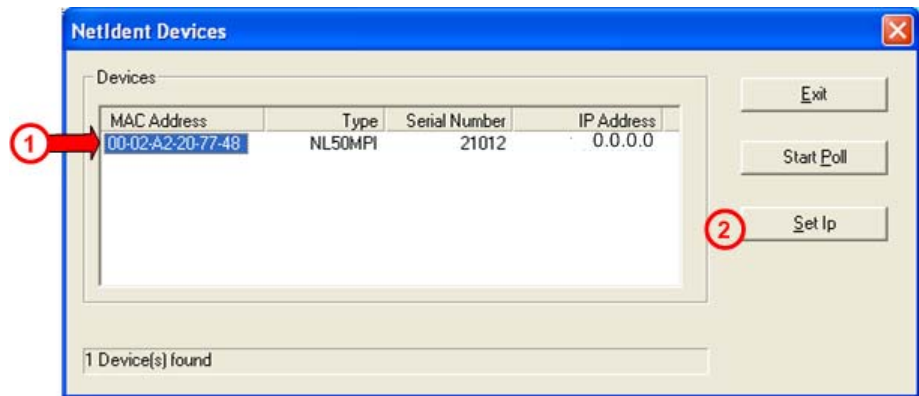 NetIdent Devices
Devices
Exit
MAC Address Type Serial Number IP Address
1
00-02-A2-20-77-48 NL50MPI 21012 0.0.0.0
Start Poll
2
Set Ip
1 Device(s) found